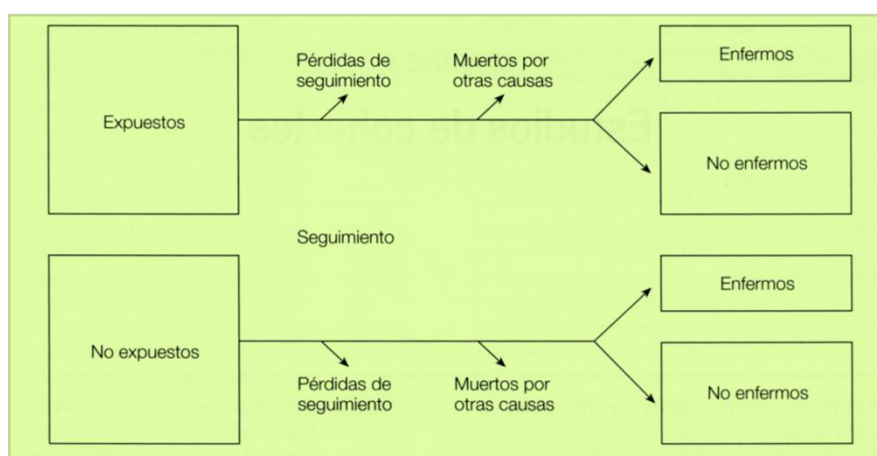 Expuestos
Pérdidas de
seguimiento
Muertos por
otras causas
Enfermos
No enfermos
Estudios de cohortes
Seguimiento
No expuestos
Pérdidas de
seguimiento
Muertos por
otras causas
Enfermos
No enfermos